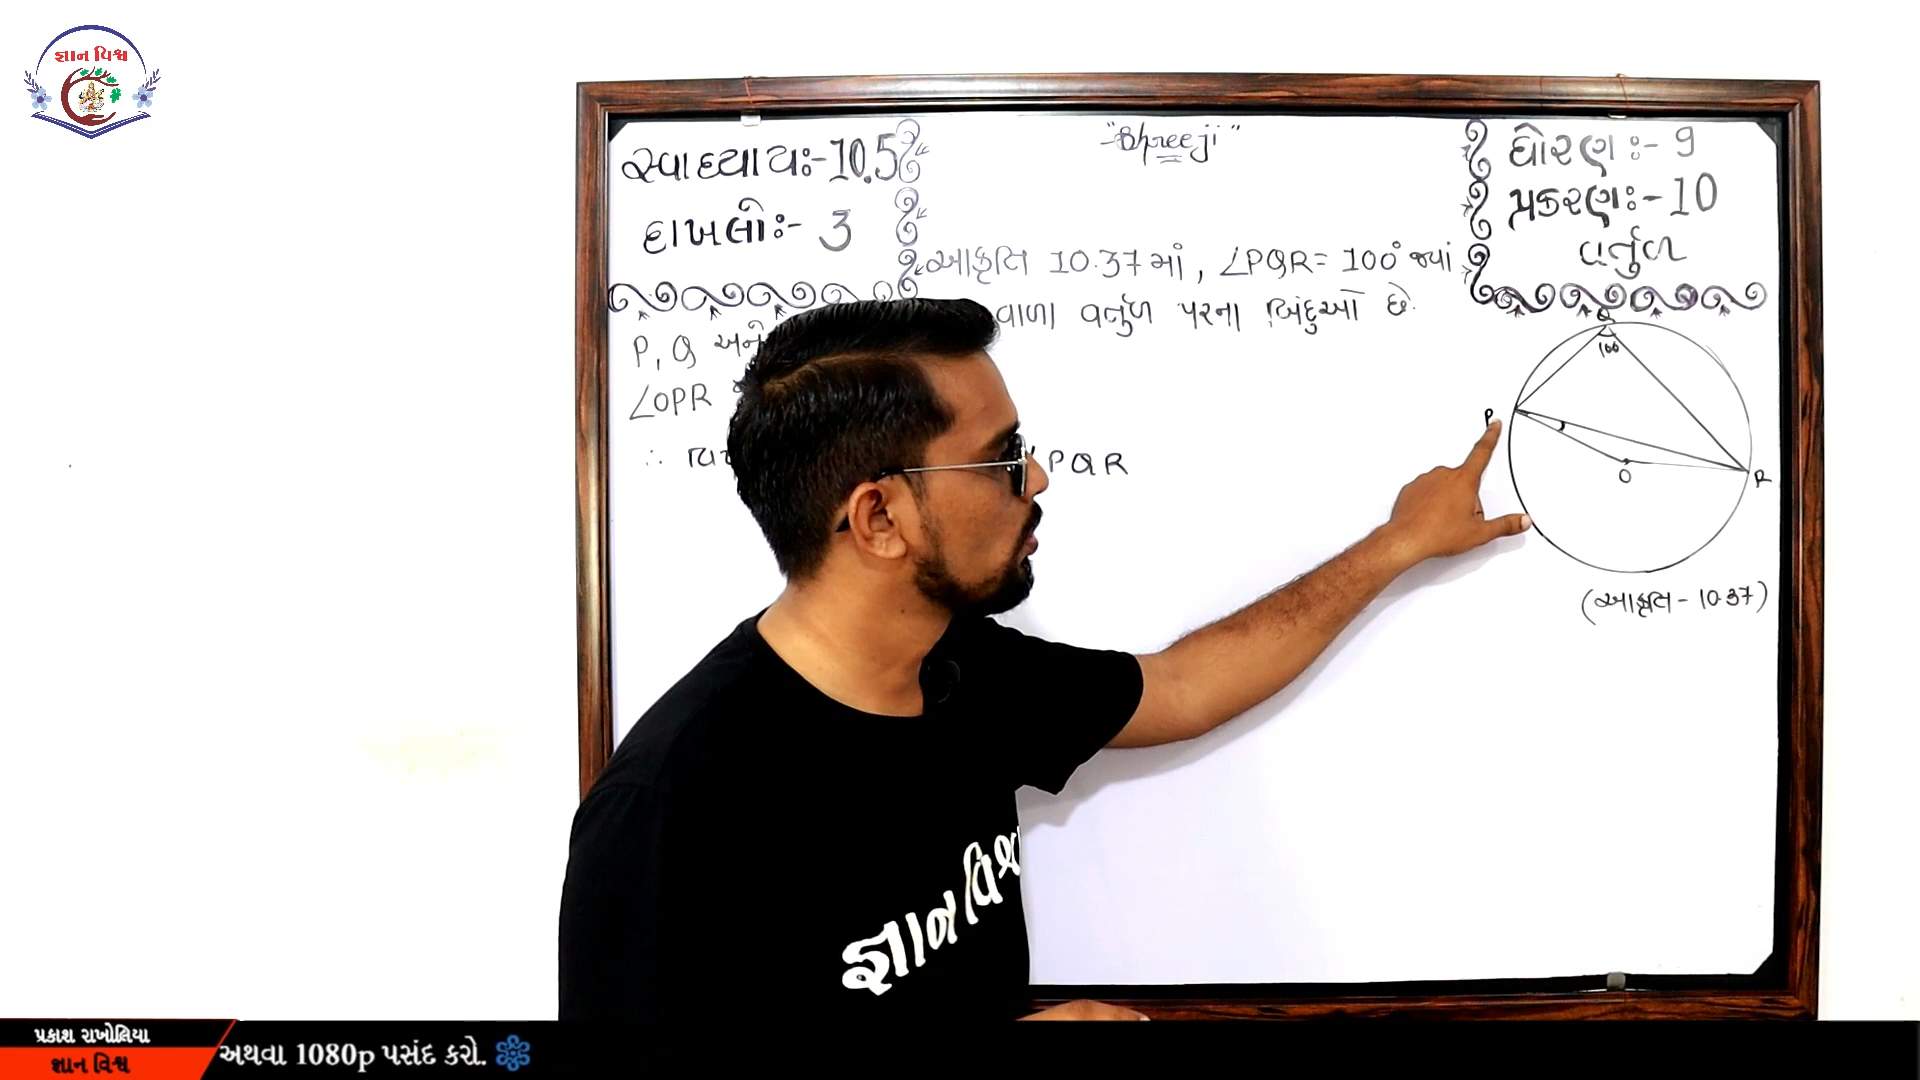 જ્ઞાન વિશ્વ
સ્વાધ્યાયઃ- 10.5
દાખલોઃ- 3
"Shreeji"
ધોરણઃ- 9
પ્રકરણઃ- 10
વર્તુળ
આકૃતિ 10.37 માં, ∠PQR = 100° જ્યાં
P, Q અને વાળા વર્તુળ પરના બિંદુઓ છે.
∠OPR
∴ PQR
Q
100
P
O
R
(આકૃતિ - 10.37)
જ્ઞાન વિશ્વ
પ્રકાશ રાખોલિયા
જ્ઞાન વિશ્વ
અથવા 1080p પસંદ કરો.